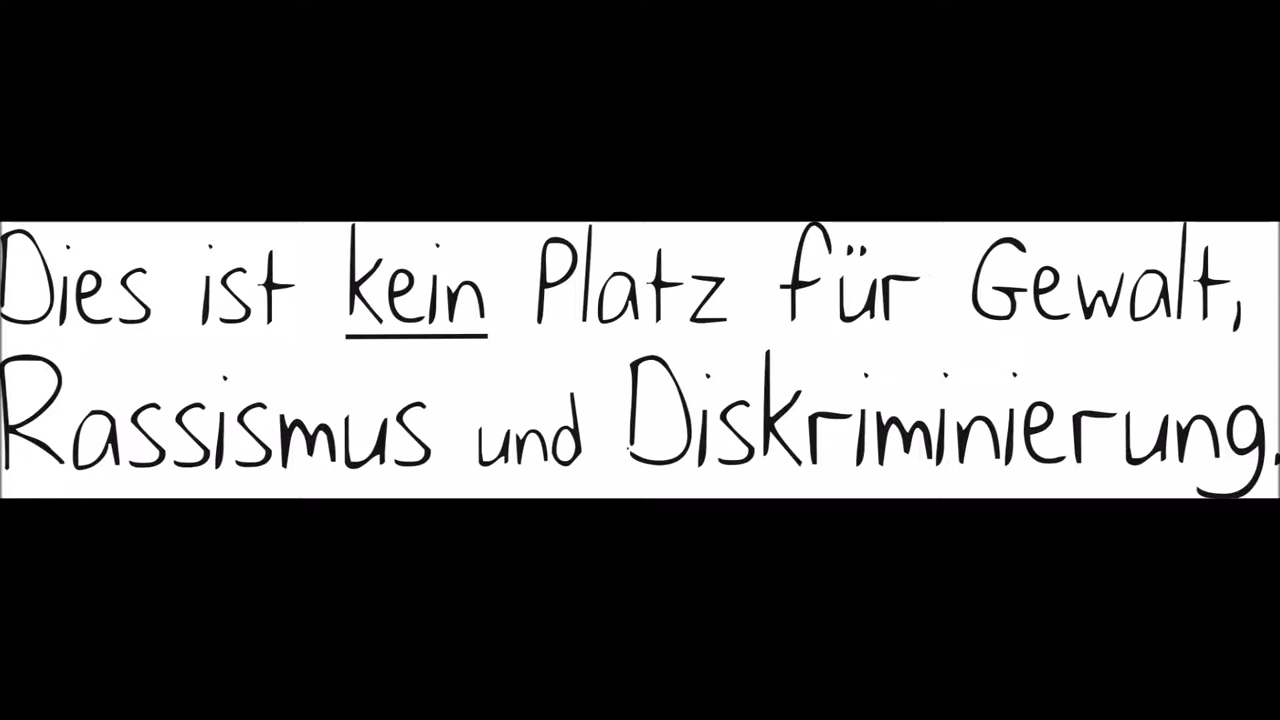 Dies ist kein Platz für Gewalt,
Rassismus und Diskriminierung.